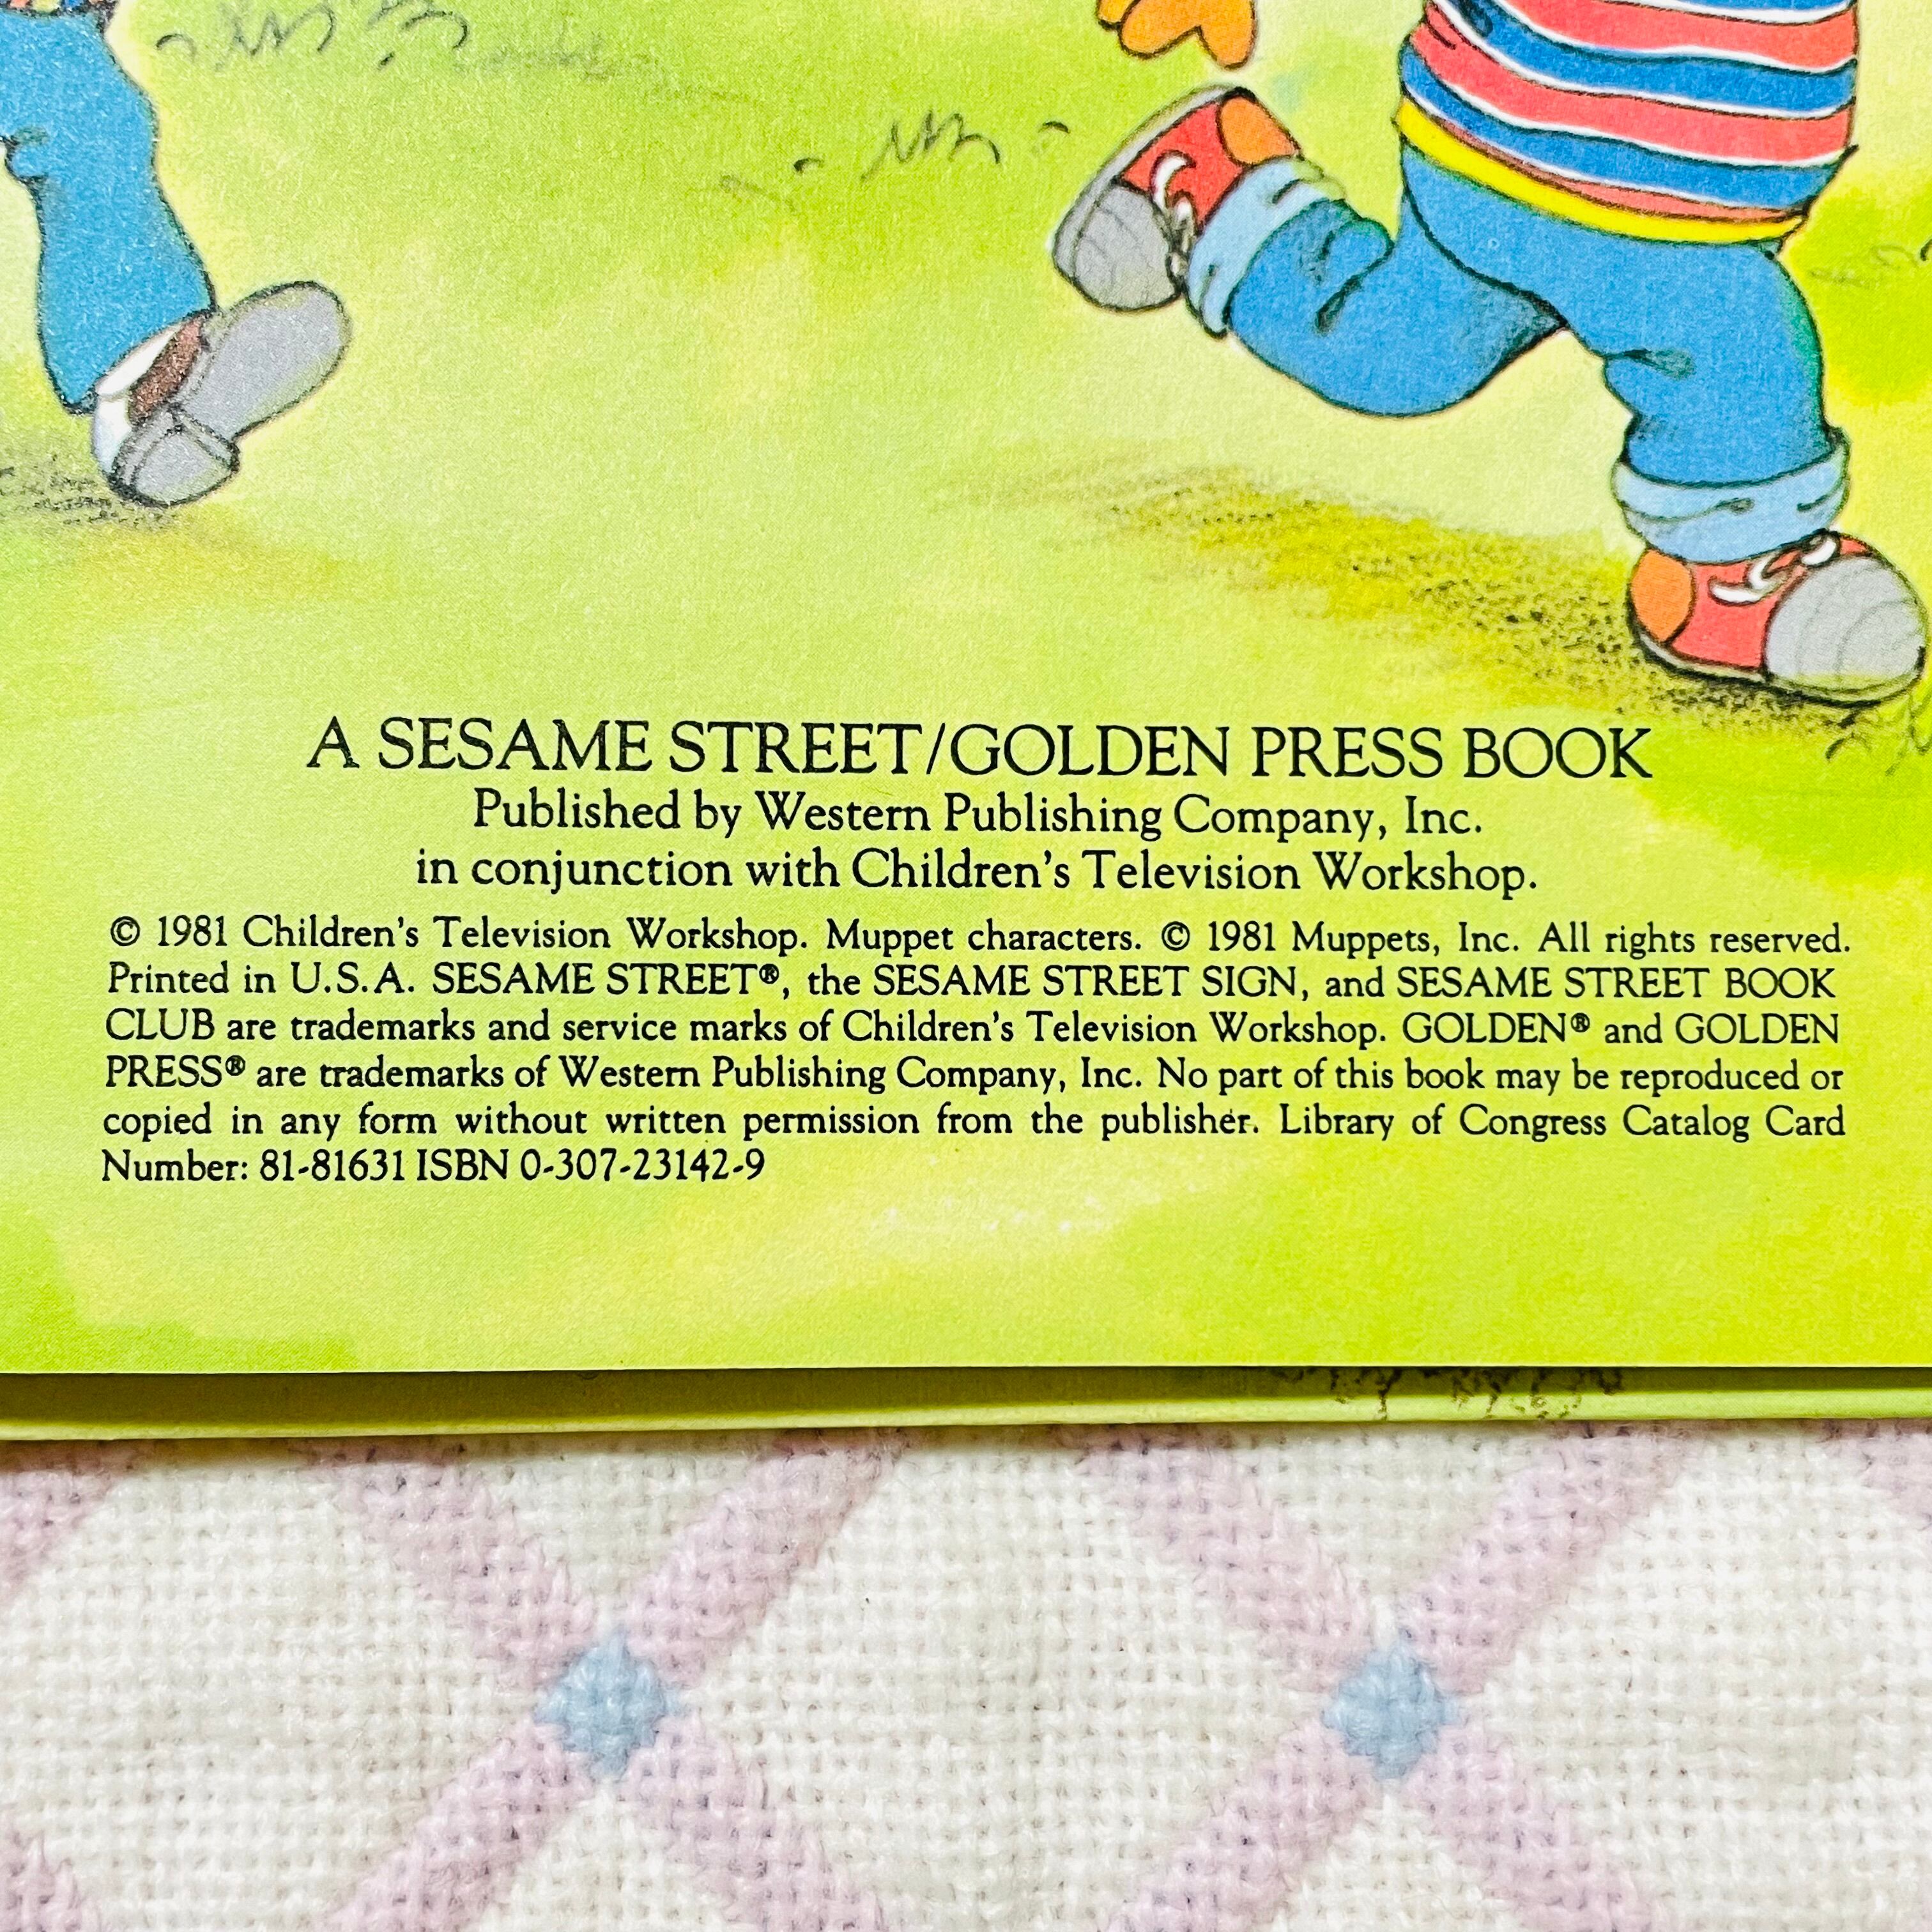 A SESAME STREET/GOLDEN PRESS BOOK
Published by Western Publishing Company, Inc.
in conjunction with Children's Television Workshop.
© 1981 Children's Television Workshop. Muppet characters. © 1981 Muppets, Inc. All rights reserved.
Printed in U.S.A. SESAME STREET®, the SESAME STREET SIGN, and SESAME STREET BOOK
CLUB are trademarks and service marks of Children's Television Workshop. GOLDEN® and GOLDEN
PRESS® are trademarks of Western Publishing Company, Inc. No part of this book may be reproduced or
copied in any form without written permission from the publisher. Library of Congress Catalog Card
Number: 81-81631 ISBN 0-307-23142-9